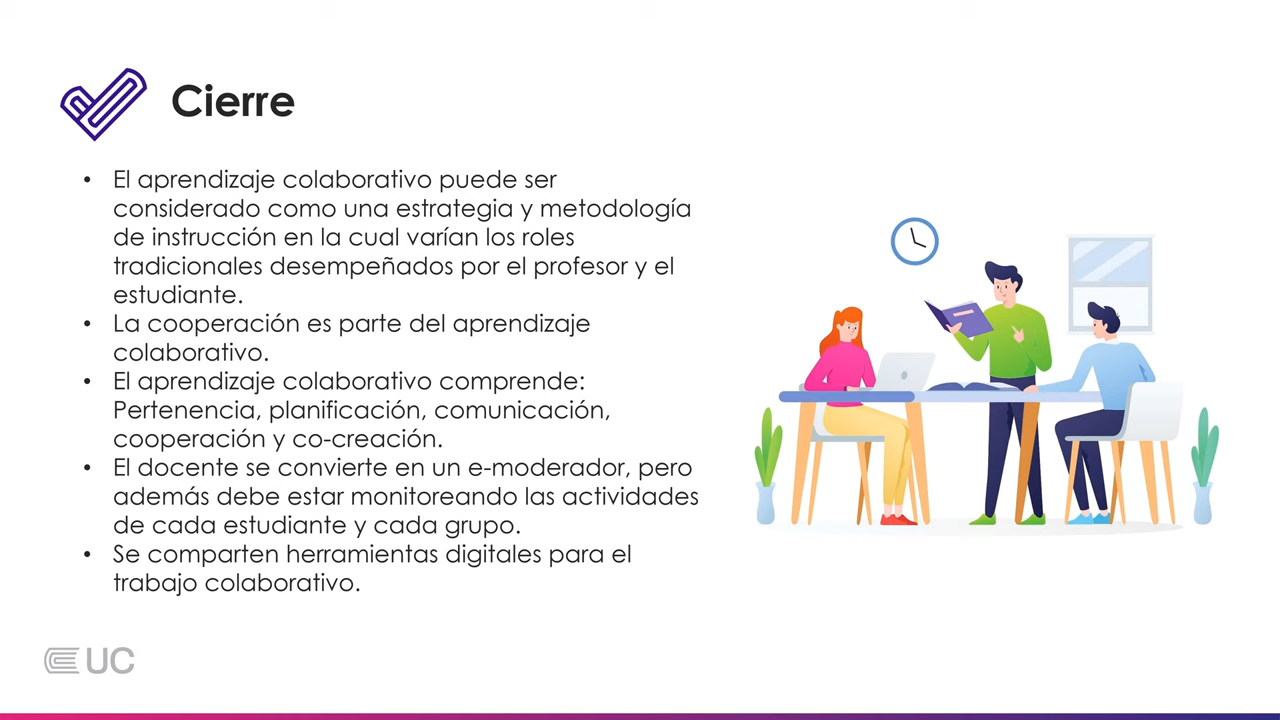 Cierre
• El aprendizaje colaborativo puede ser
considerado como una estrategia y metodología
de instrucción en la cual varían los roles
tradicionales desempeñados por el profesor y el
estudiante.
• La cooperación es parte del aprendizaje
colaborativo.
• El aprendizaje colaborativo comprende:
Pertenencia, planificación, comunicación,
cooperación y co-creación.
• El docente se convierte en un e-moderador, pero
además debe estar monitoreando las actividades
de cada estudiante y cada grupo.
• Se comparten herramientas digitales para el
trabajo colaborativo.
UC